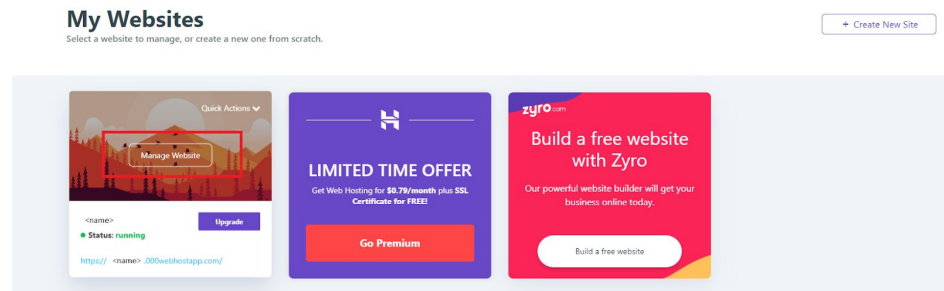 My Websites
Select a website to manage, or create a new one from scratch.
+ Create New Site
Quick Actions
Manage Website
<name>
Upgrade
Status: running
https:// <name> .000webhostapp.com/
LIMITED TIME OFFER
Get Web Hosting for $0.79/month plus SSL
Certificate for FREE!
Go Premium
zyro.com
Build a free website
with Zyro
Our powerful website builder will get your
business online today.
Build a free website